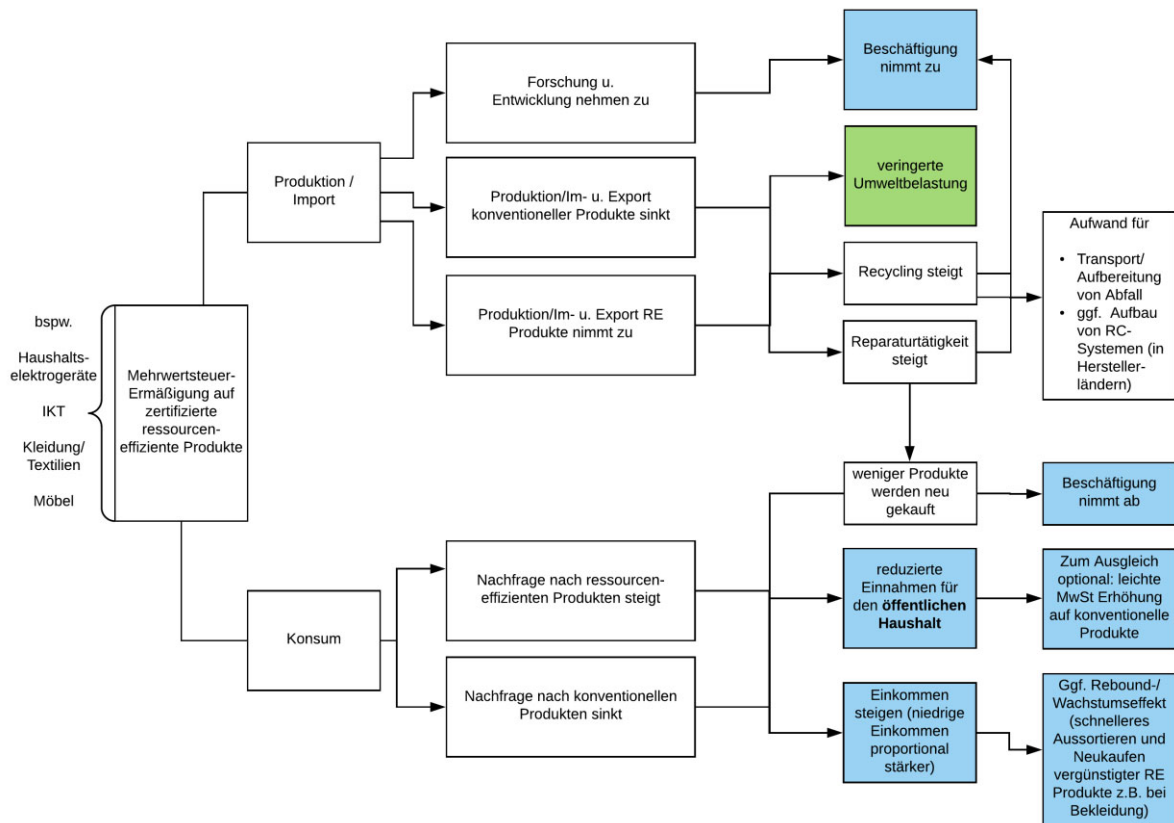 bspw.
Haushalts-
elektrogeräte
IKT
Kleidung/
Textilien
Möbel
Mehrwertsteuer-
Ermäßigung auf
zertifizierte
ressourcen-
effiziente Produkte
Produktion /
Import
Konsum
Forschung u.
Entwicklung nehmen zu
Produktion/Im- u. Export
konventioneller Produkte sinkt
Produktion/Im- u. Export RE
Produkte nimmt zu
Nachfrage nach ressourcen-
effizienten Produkten steigt
Nachfrage nach konventionellen
Produkten sinkt
Beschäftigung
nimmt zu
veringerte
Umweltbelastung
Recycling steigt
Reparaturtätigkeit
steigt
weniger Produkte
werden neu
gekauft
reduzierte
Einnahmen für
den öffentlichen
Haushalt
Einkommen
steigen (niedrige
Einkommen
proportional
stärker)
Aufwand für
• Transport/
Aufbereitung
von Abfall
• ggf. Aufbau
von RC-
Systemen (in
Hersteller-
ländern)
Beschäftigung
nimmt ab
Zum Ausgleich
optional: leichte
MwSt Erhöhung
auf konventionelle
Produkte
Ggf. Rebound-/
Wachstumseffekt
(schnelleres
Aussortieren und
Neukaufen
vergünstigter RE
Produkte z.B. bei
Bekleidung)